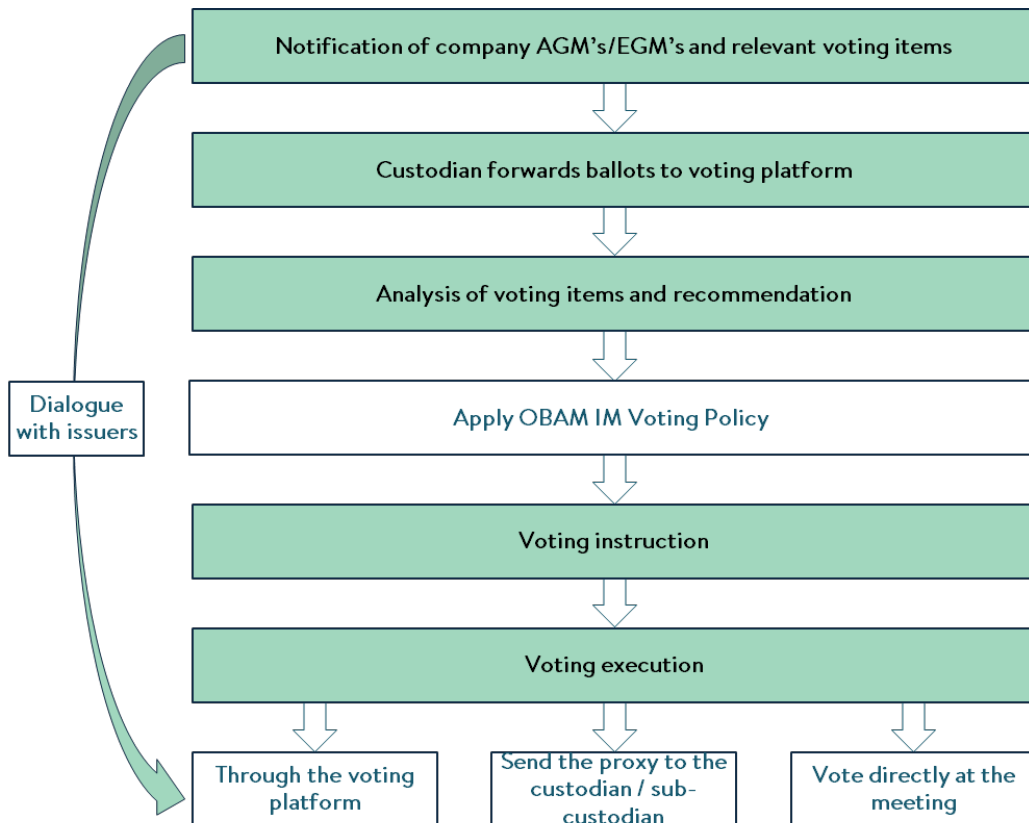 Notification of company AGM's/EGM's and relevant voting items
Custodian forwards ballots to voting platform
Analysis of voting items and recommendation
Dialogue
with issuers
Apply OBAM IM Voting Policy
Voting instruction
Voting execution
Through the voting
platform
Send the proxy to the
custodian / sub-
custodian
Vote directly at the
meeting